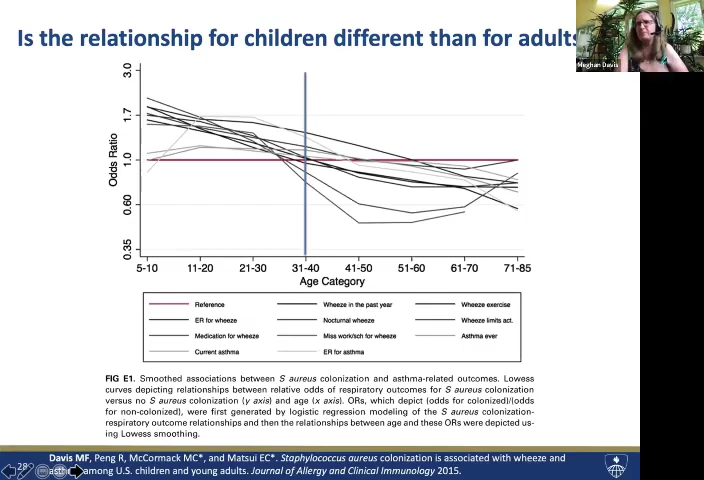 Is the relationship for children different than for adults
Meghan Davis
3.0
1.7
1.0
0.60
0.35
Odds Ratio
5-10 11-20 21-30 31-40 41-50 51-60 61-70 71-85
Age Category
Reference Wheeze in the past year Wheeze exercise
ER for wheeze Nocturnal wheeze Wheeze limits act.
Medication for wheeze Miss work/sch for wheeze Asthma ever
Current asthma ER for asthma
FIG E1. Smoothed associations between S aureus colonization and asthma-related outcomes. Lowess
curves depicting relationships between relative odds of respiratory outcomes for S aureus colonization
versus no S aureus colonization (y axis) and age (x axis). ORs, which depict (odds for colonized)/(odds
for non-colonized), were first generated by logistic regression modeling of the S aureus colonization-
respiratory outcome relationships and then the relationships between age and these ORs were depicted us-
ing Lowess smoothing.
Davis MF, Peng R, McCormack MC*, and Matsui EC*. Staphylococcus aureus colonization is associated with wheeze and
asthma among U.S. children and young adults. Journal of Allergy and Clinical Immunology 2015.
289